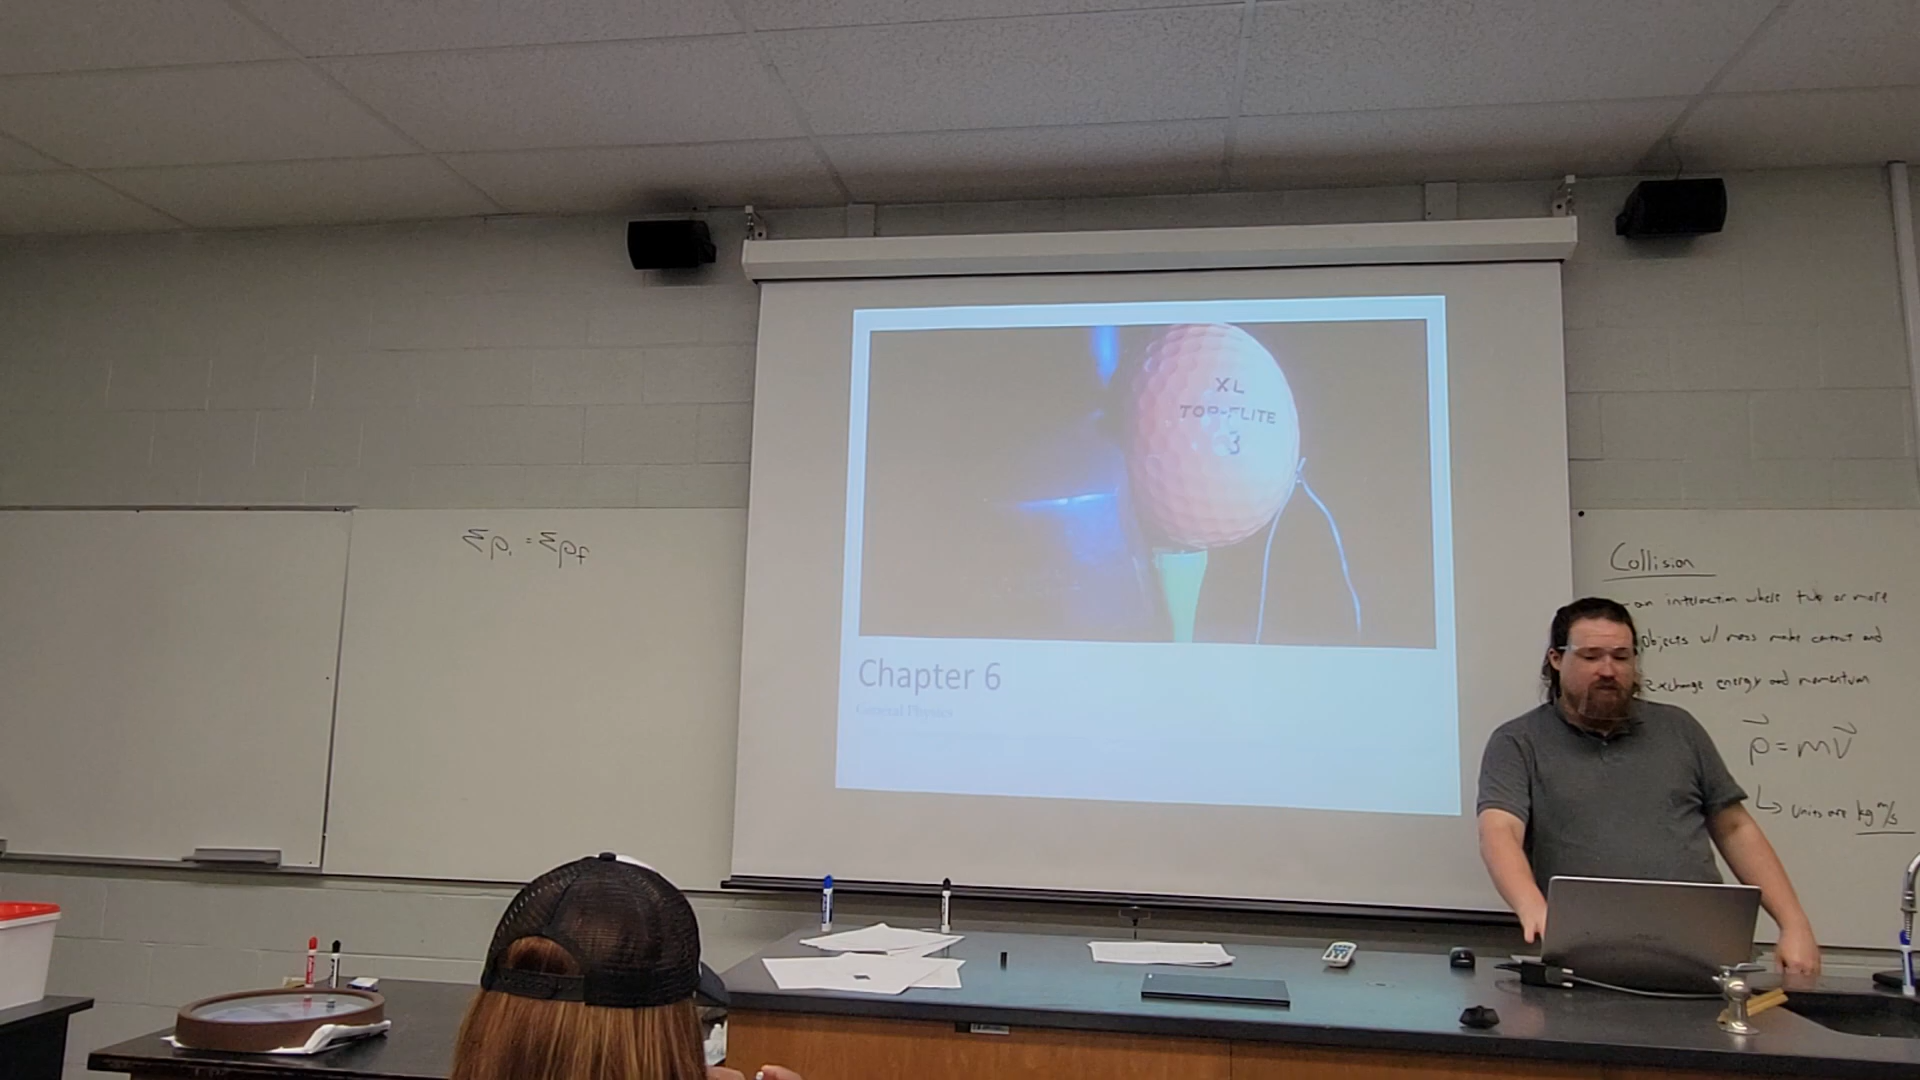 Σpi = Σpf
XL
TOP-FLITE
3
Chapter 6
General Physics
Collision
- an interaction where two or more
objects w/ mass make contact and
exchange energy and momentum
p⃗ = mv⃗
↳ units are kg m/s